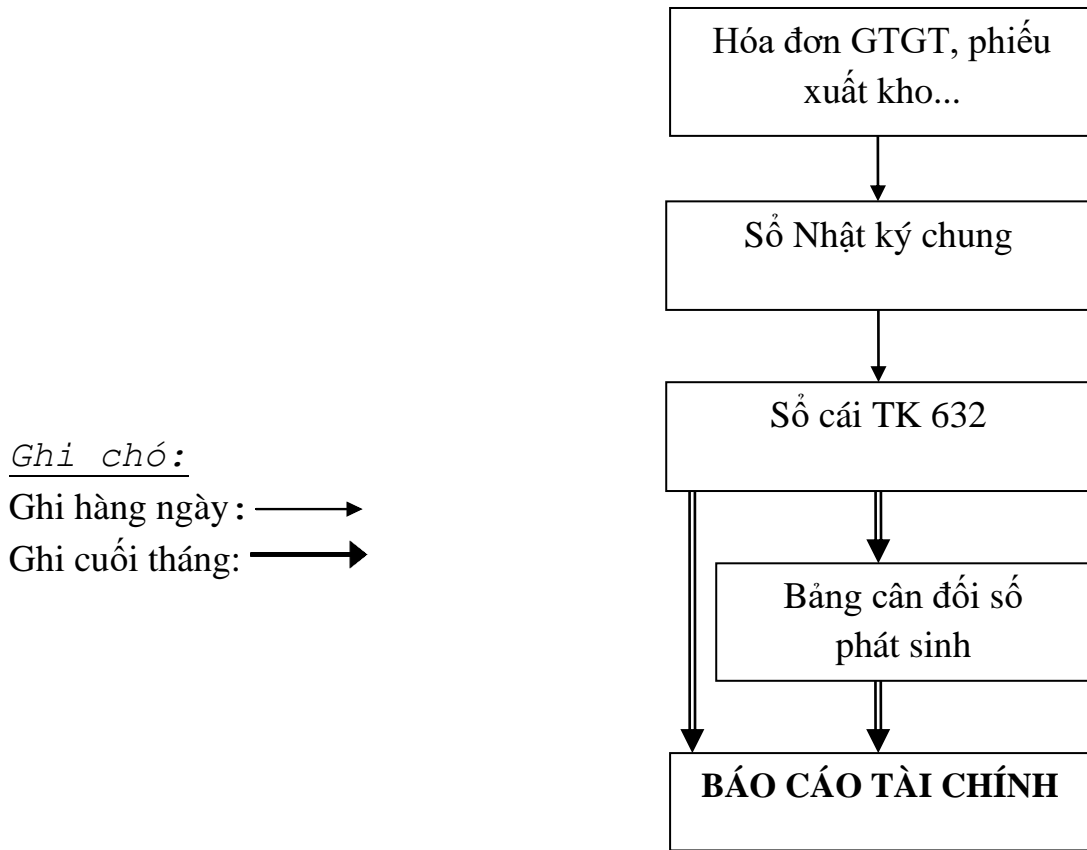 Hóa đơn GTGT, phiếu
xuất kho...
Sổ Nhật ký chung
Sổ cái TK 632
Ghi chó:
Ghi hàng ngày:
Ghi cuối tháng:
Bảng cân đối số
phát sinh
BÁO CÁO TÀI CHÍNH